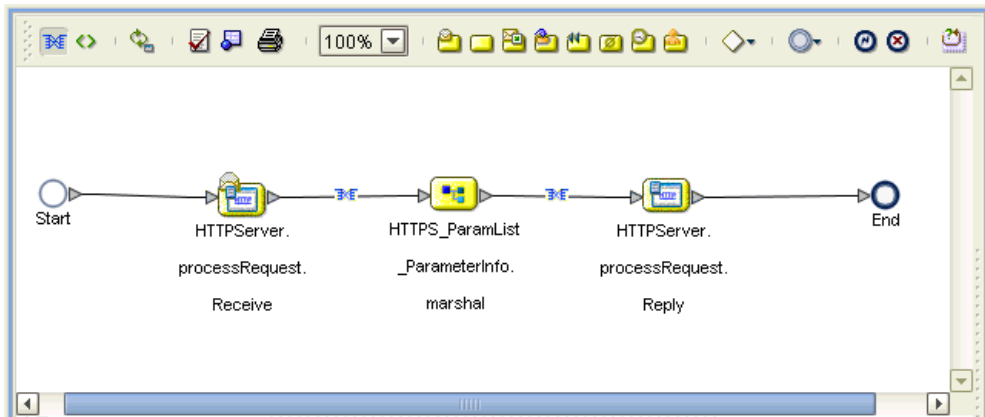 100%
Start
HTTPServer.
processRequest.
Receive
HTTPS_ParamList
_ParameterInfo.
marshal
HTTPServer.
processRequest.
Reply
End